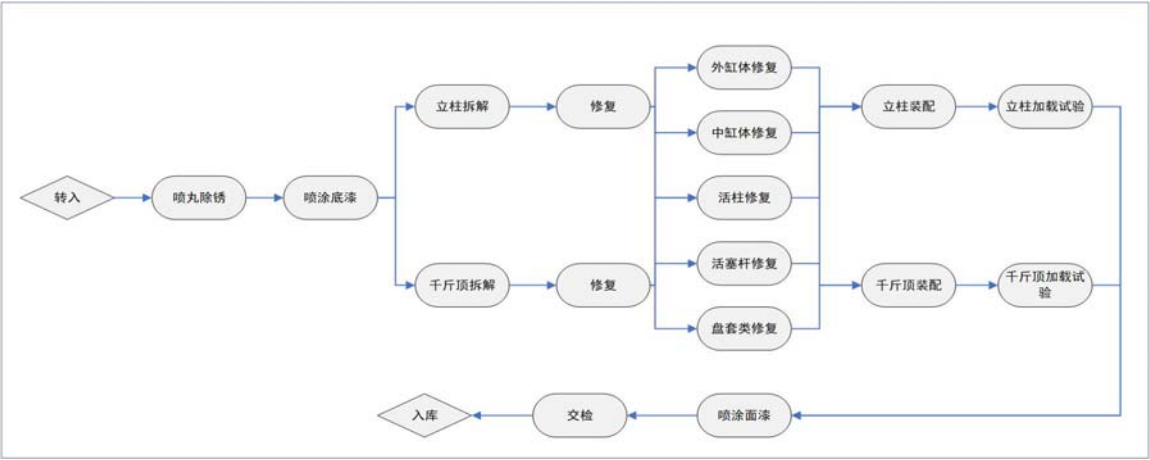 转入
喷丸除锈
喷涂底漆
立柱拆解
修复
千斤顶拆解
修复
外缸体修复
中缸体修复
活柱修复
活塞杆修复
盘套类修复
立柱装配
立柱加载试验
千斤顶装配
千斤顶加载试
验
喷涂面漆
交检
入库